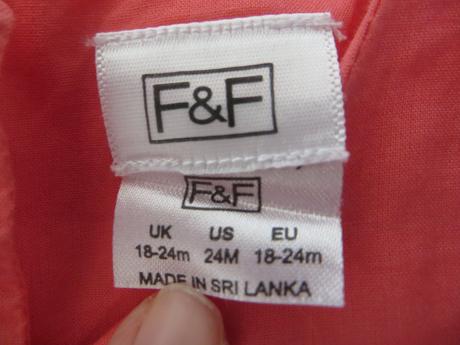 F&F
F&F
UK US EU
18-24m 24M 18-24m
MADE IN SRI LANKA